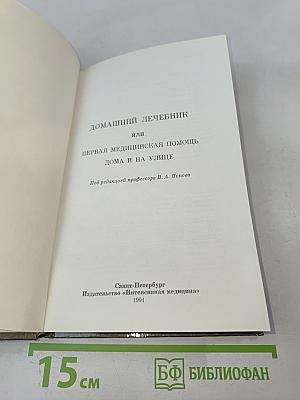 ДОМАШНИЙ ЛЕЧЕБНИК
или
ПЕРВАЯ МЕДИЦИНСКАЯ ПОМОЩЬ
ДОМА И НА УЛИЦЕ
Под редакцией профессора В. А. Попова
Санкт-Петербург
Издательство «Интенсивная медицина»
1991
15 см
БФ БИБЛИОФАН